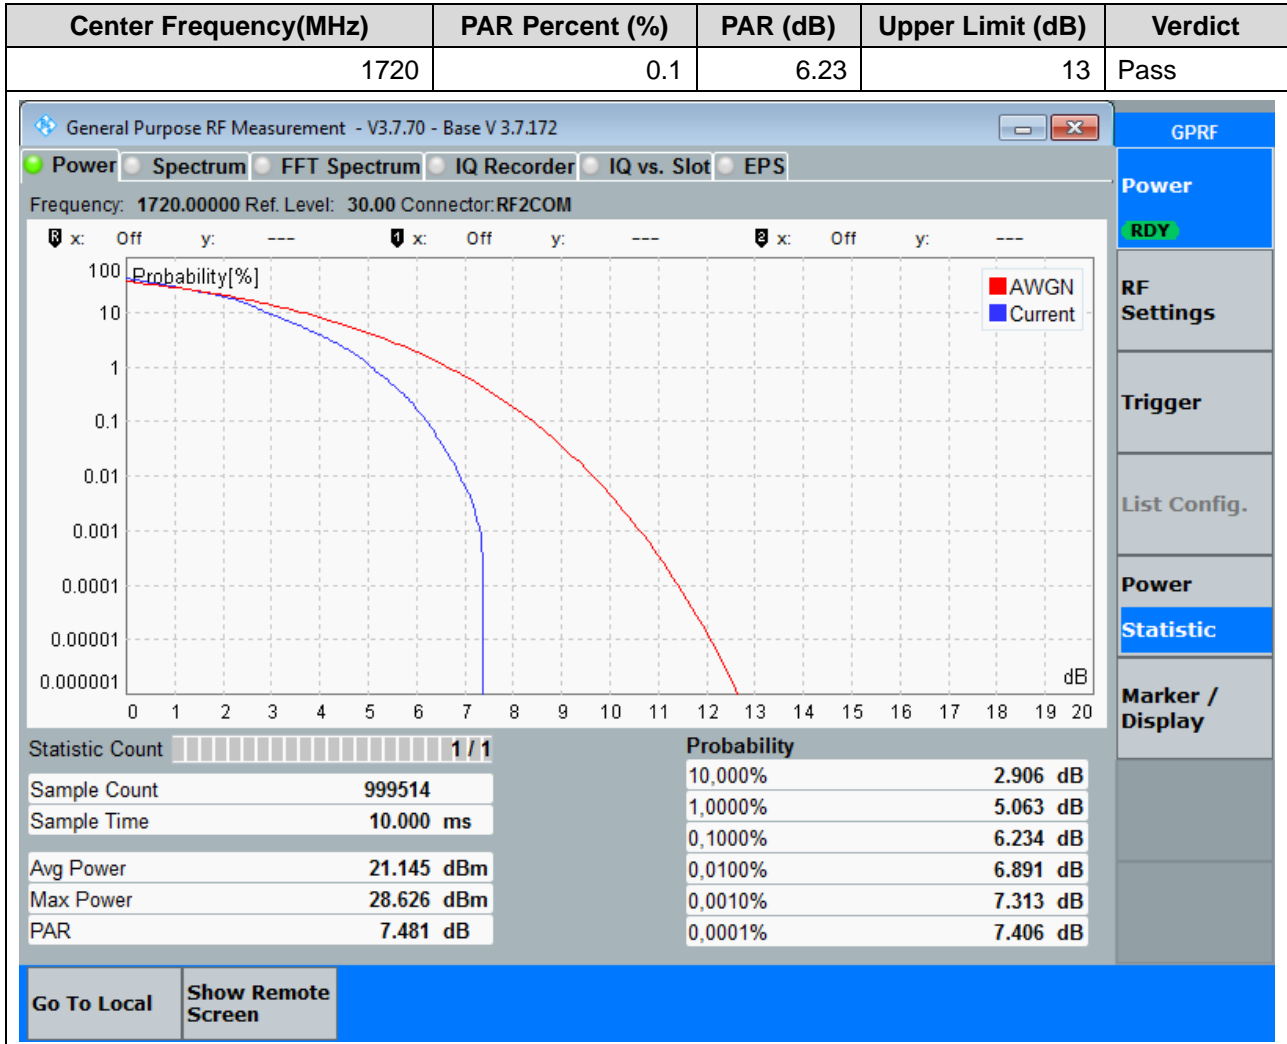 Center Frequency(MHz) PAR Percent (%) PAR (dB) Upper Limit (dB) Verdict
1720 0.1 6.23 13 Pass
General Purpose RF Measurement - V3.7.70 - Base V 3.7.172
GPRF
Power Spectrum FFT Spectrum IQ Recorder IQ vs. Slot EPS
Frequency: 1720.00000 Ref. Level: 30.00 Connector:RF2COM
R x: Off y: --- 1 x: Off y: --- 2 x: Off y: ---
Probability[%]
AWGN
Current
100
10
1
0.1
0.01
0.001
0.0001
0.00001
0.000001
dB
0 1 2 3 4 5 6 7 8 9 10 11 12 13 14 15 16 17 18 19 20
Statistic Count 1 / 1
Sample Count 999514
Sample Time 10.000 ms
Avg Power 21.145 dBm
Max Power 28.626 dBm
PAR 7.481 dB
Probability
10,000% 2.906 dB
1,0000% 5.063 dB
0,1000% 6.234 dB
0,0100% 6.891 dB
0,0010% 7.313 dB
0,0001% 7.406 dB
Power
RDY
RF
Settings
Trigger
List Config.
Power
Statistic
Marker /
Display
Go To Local
Show Remote
Screen